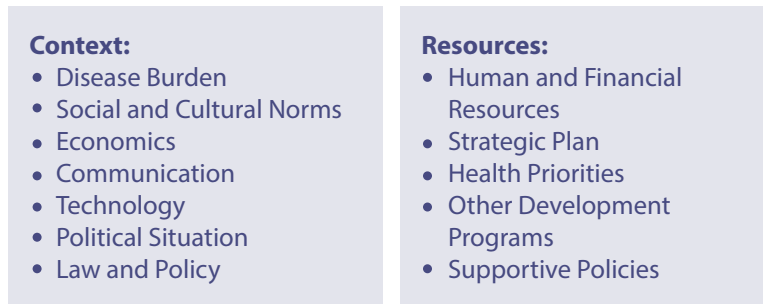 Context:
• Disease Burden
• Social and Cultural Norms
• Economics
• Communication
• Technology
• Political Situation
• Law and Policy
Resources:
• Human and Financial
Resources
• Strategic Plan
• Health Priorities
• Other Development
Programs
• Supportive Policies